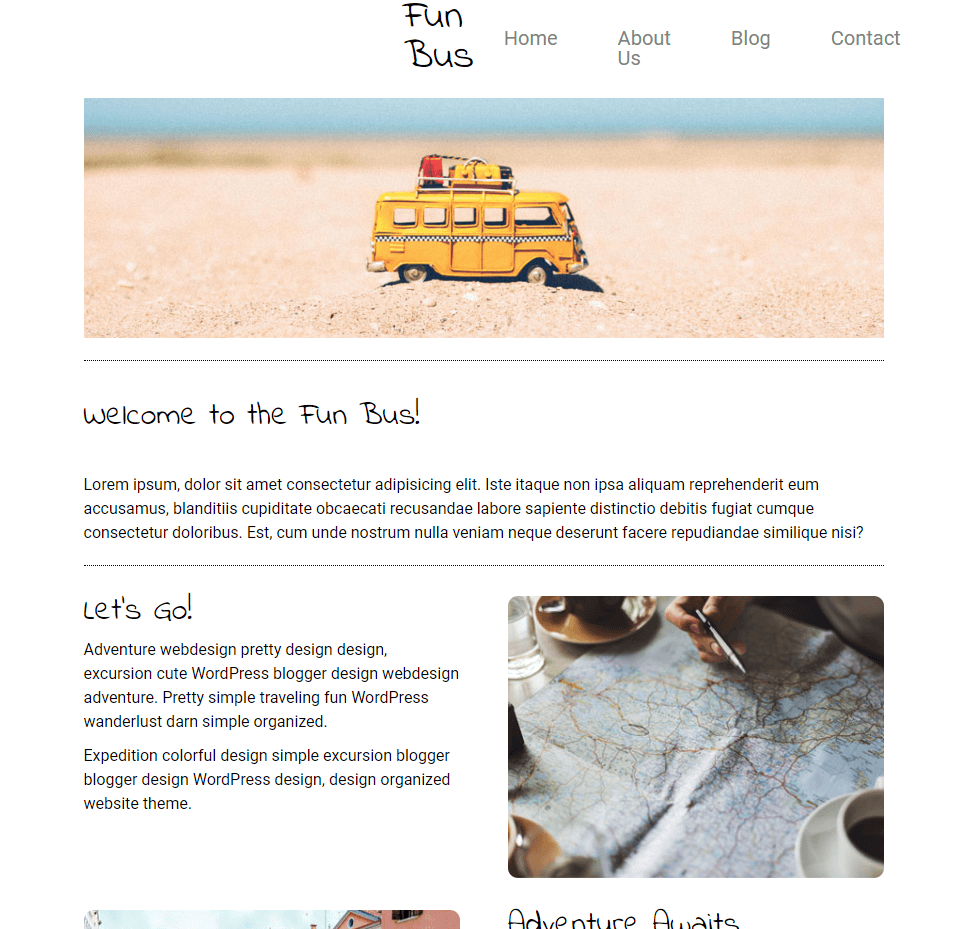 Fun
Bus
Home
About
Us
Blog
Contact
Welcome to the Fun Bus!
Lorem ipsum, dolor sit amet consectetur adipisicing elit. Iste itaque non ipsa aliquam reprehenderit eum
accusamus, blanditiis cupiditate obcaecati recusandae labore sapiente distinctio debitis fugiat cumque
consectetur doloribus. Est, cum unde nostrum nulla veniam neque deserunt facere repudiandae similique nisi?
Let's Go!
Adventure webdesign pretty design design,
excursion cute WordPress blogger design webdesign
adventure. Pretty simple traveling fun WordPress
wanderlust darn simple organized.
Expedition colorful design simple excursion blogger
blogger design WordPress design, design organized
website theme.
Adventure Awaits